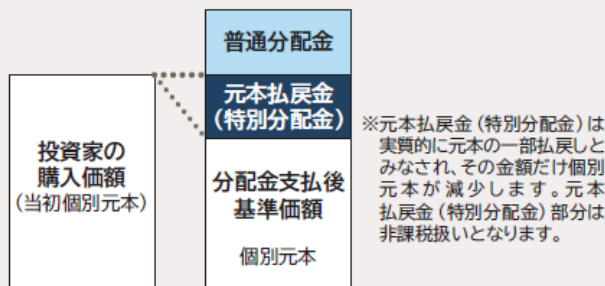 普通分配金
元本払戻金
(特別分配金)
投資家の
購入価額
(当初個別元本)
分配金支払後
基準価額
個別元本
※元本払戻金(特別分配金)は
実質的に元本の一部払戻しと
みなされ、その金額だけ個別
元本が減少します。元本
払戻金(特別分配金)部分は
非課税扱いとなります。